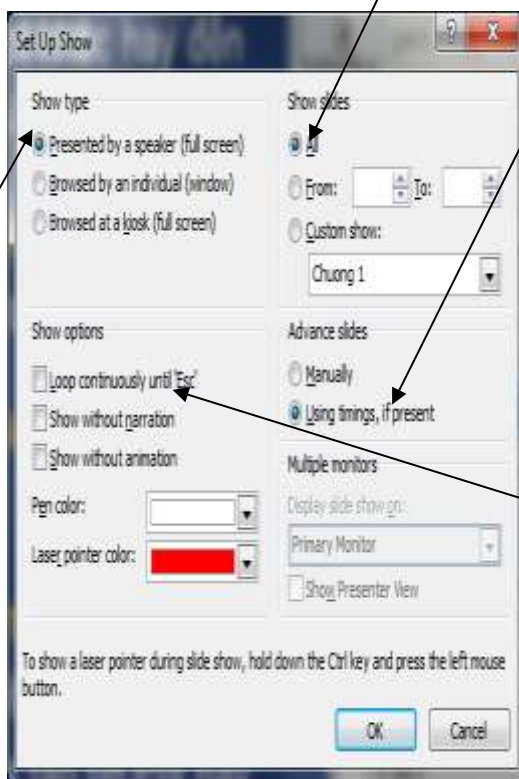 Set Up Show
Show type
Presented by a speaker (full screen)
Browsed by an individual (window)
Browsed at a kiosk (full screen)
Show slides
All
From: To:
Custom show:
Chuong 1
Show options
Loop continuously until 'Esc'
Show without narration
Show without animation
Pen color:
Laser pointer color:
Advance slides
Manually
Using timings, if present
Multiple monitors
Display slide show on:
Primary Monitor
Show Presenter View
To show a laser pointer during slide show, hold down the Ctrl key and press the left mouse
button.
OK Cancel